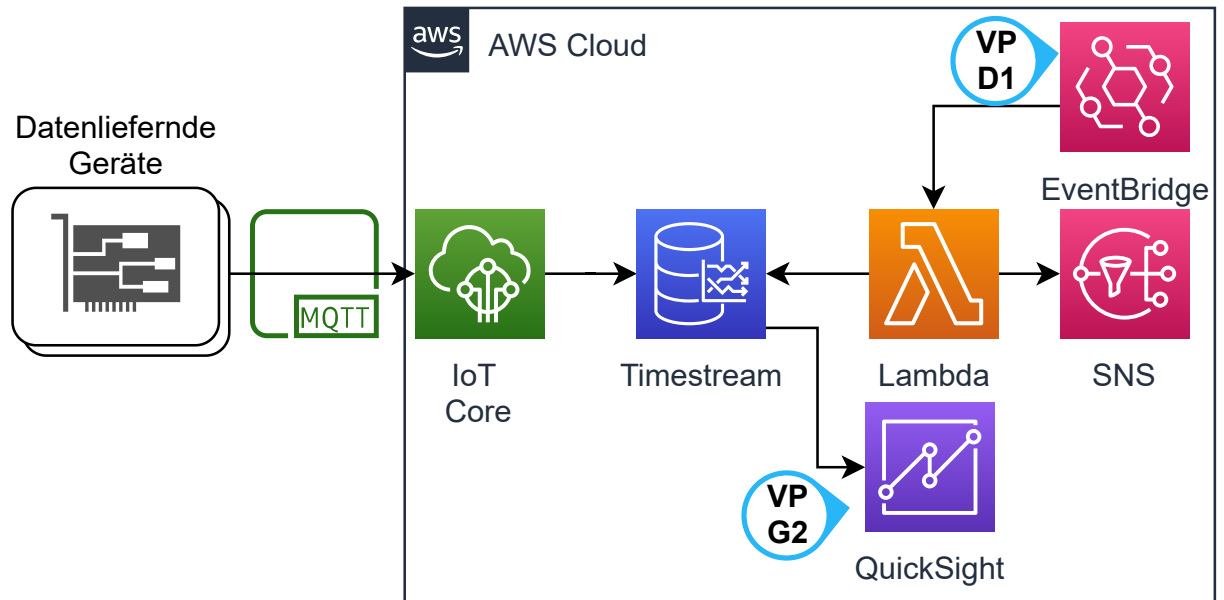 aws
AWS Cloud
VP
D1
Datenliefernde
Geräte
EventBridge
MQTT
IoT
Core
Timestream
Lambda
SNS
VP
G2
QuickSight